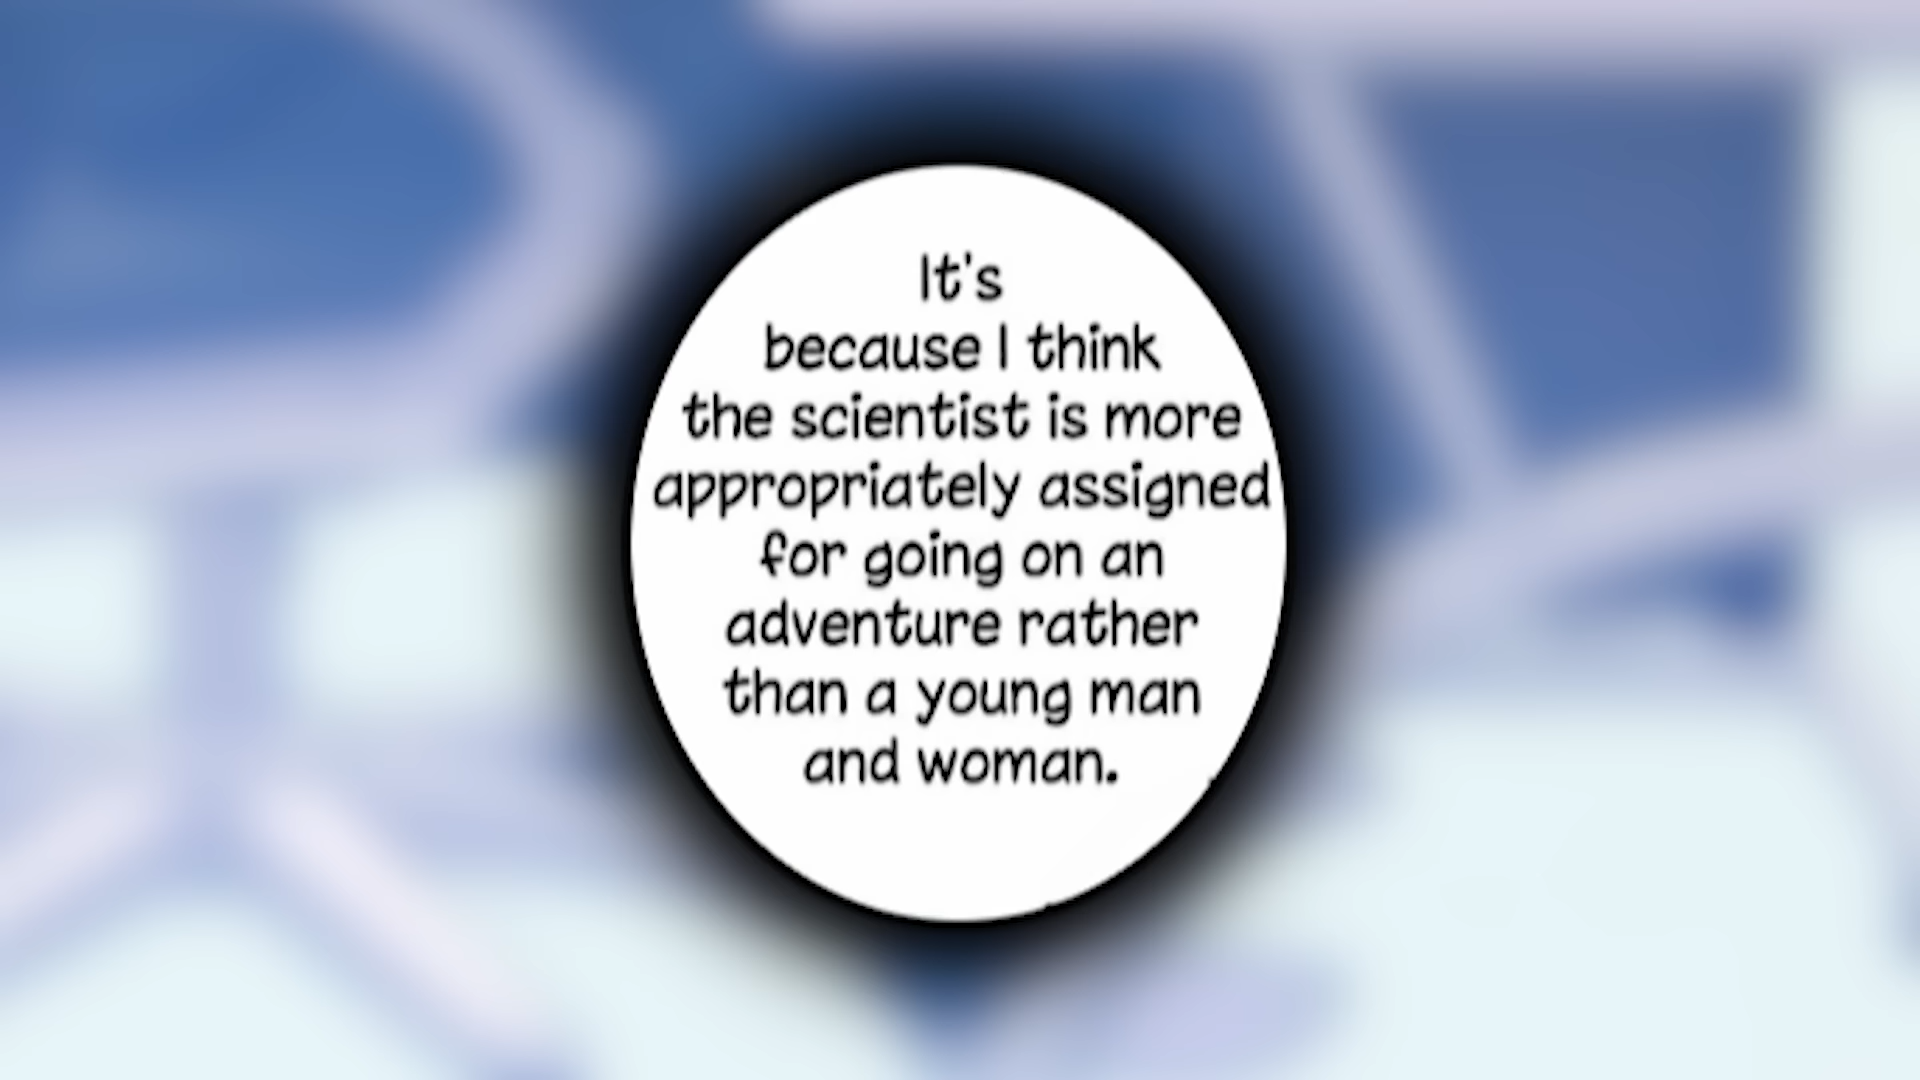 It's
because I think
the scientist is more
appropriately assigned
for going on an
adventure rather
than a young man
and woman.